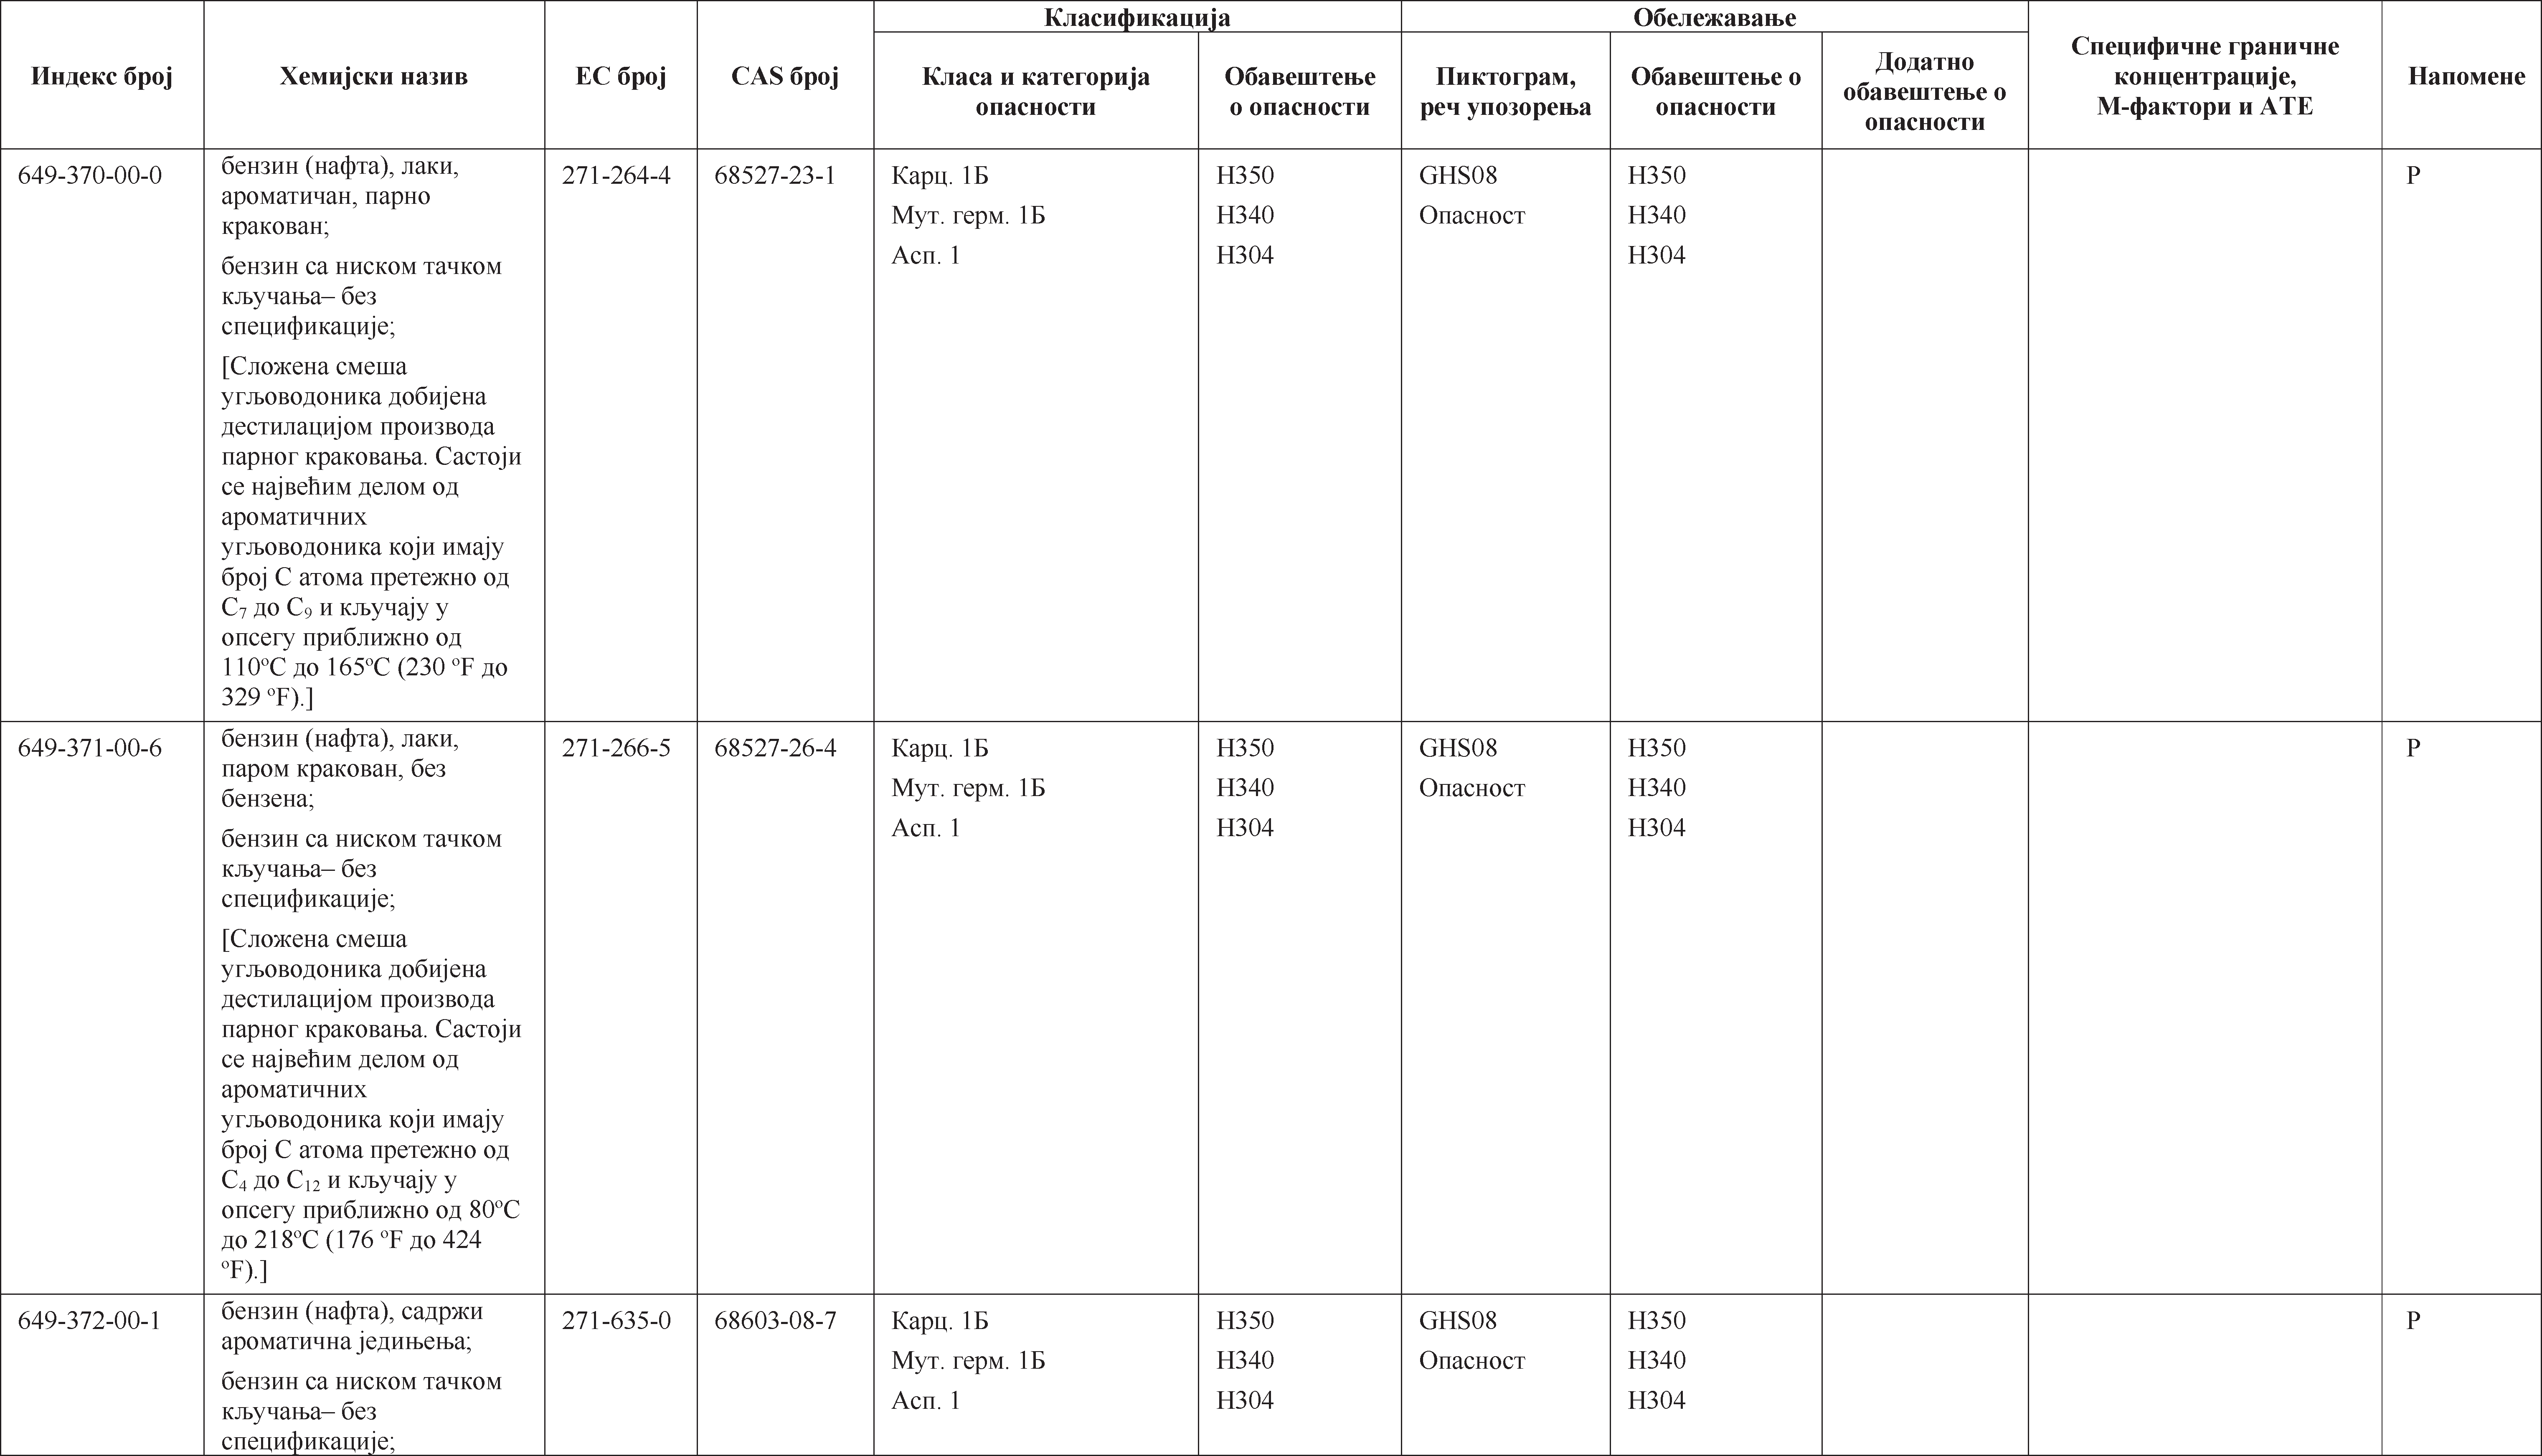 Класификација
Обележавање
Индекс број
Хемијски назив
ЕС број
CAS број
Класа и категорија
опасности
Обавештење
о опасности
Пиктограм,
реч упозорења
Обавештење о
опасности
Додатно
обавештење о
опасности
Специфичне граничне
концентрације,
М-фактори и АТЕ
Напомене
649-370-00-0
бензин (нафта), лаки,
ароматичан, парно
кракован;
бензин са ниском тачком
кључања– без
спецификације;
[Сложена смеша
угљоводоника добијена
дестилацијом производа
парног краковања. Састоји
се највећим делом од
ароматичних
угљоводоника који имају
број С атома претежно од
C₇ до C₉ и кључају у
опсегу приближно од
110ºC до 165ºC (230 ºF до
329 ºF).]
271-264-4
68527-23-1
Карц. 1Б
Мут. герм. 1Б
Асп. 1
H350
H340
H304
GHS08
Опасност
H350
H340
H304
P
649-371-00-6
бензин (нафта), лаки,
паром кракован, без
бензена;
бензин са ниском тачком
кључања– без
спецификације;
[Сложена смеша
угљоводоника добијена
дестилацијом производа
парног краковања. Састоји
се највећим делом од
ароматичних
угљоводоника који имају
број С атома претежно од
C₄ до C₁₂ и кључају у
опсегу приближно од 80ºC
до 218ºC (176 ºF до 424
ºF).]
271-266-5
68527-26-4
Карц. 1Б
Мут. герм. 1Б
Асп. 1
H350
H340
H304
GHS08
Опасност
H350
H340
H304
P
649-372-00-1
бензин (нафта), садржи
ароматична једињења;
бензин са ниском тачком
кључања– без
спецификације;
271-635-0
68603-08-7
Карц. 1Б
Мут. герм. 1Б
Асп. 1
H350
H340
H304
GHS08
Опасност
H350
H340
H304
P